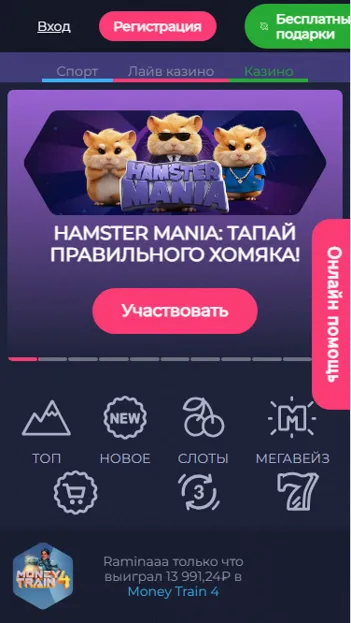 Вход
Регистрация
Бесплатны
подарки
Спорт
Лайв казино
Казино
HAMSTER
MANIA
HAMSTER MANIA: ТАПАЙ
ПРАВИЛЬНОГО ХОМЯКА!
Участвовать
Онлайн помощь
NEW
M
ТОП
НОВОЕ
СЛОТЫ
МЕГАВЕЙЗ
3
7
MONEY
TRAIN 4
Raminaaa только что
выиграл 13 991,24₽ в
Money Train 4